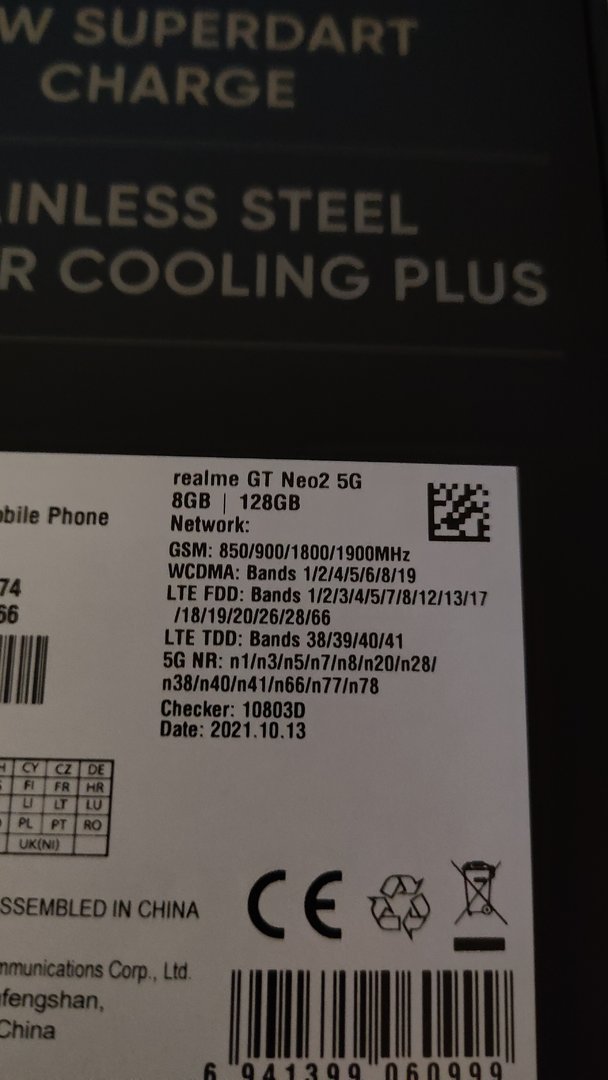 W SUPERDART
CHARGE
AINLESS STEEL
R COOLING PLUS
realme GT Neo2 5G
8GB | 128GB
obile Phone
Network:
GSM: 850/900/1800/1900MHz
WCDMA: Bands 1/2/4/5/6/8/19
LTE FDD: Bands 1/2/3/4/5/7/8/12/13/17
/18/19/20/26/28/66
LTE TDD: Bands 38/39/40/41
5G NR: n1/n3/n5/n7/n8/n20/n28/
n38/n40/n41/n66/n77/n78
Checker: 10803D
Date: 2021.10.13
74
66
CY CZ DE
FI FR HR
LI LT LU
PL PT RO
UK(NI)
SSEMBLED IN CHINA
CE
mmunications Corp., Ltd.
fengshan,
China
6 941399 060999